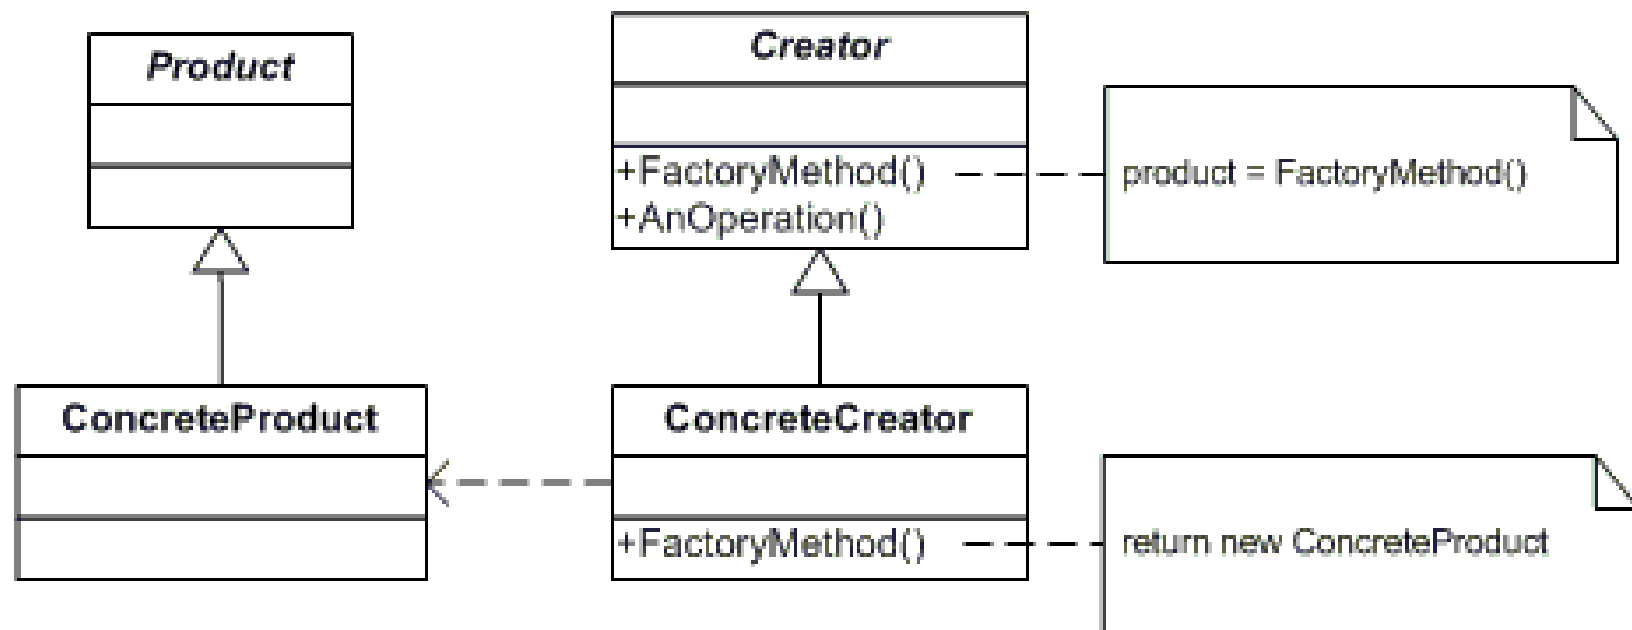 Product
Creator
+FactoryMethod()
+AnOperation()
product = FactoryMethod()
ConcreteProduct
ConcreteCreator
+FactoryMethod()
return new ConcreteProduct